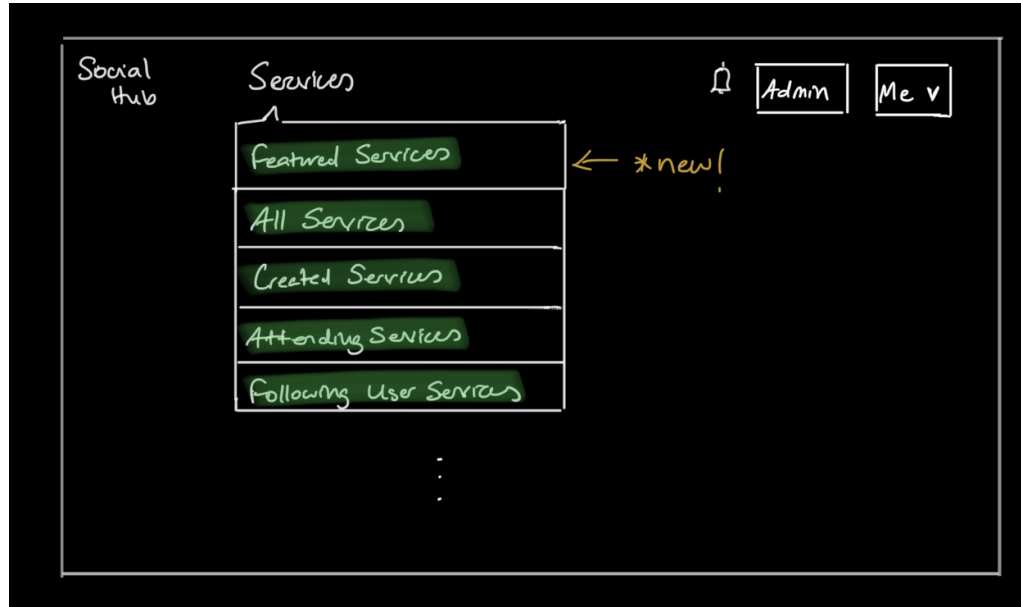 Social
Hub
Services
Admin
Me v
Featured Services
← *new!
All Services
Created Services
Attending Services
Following User Services